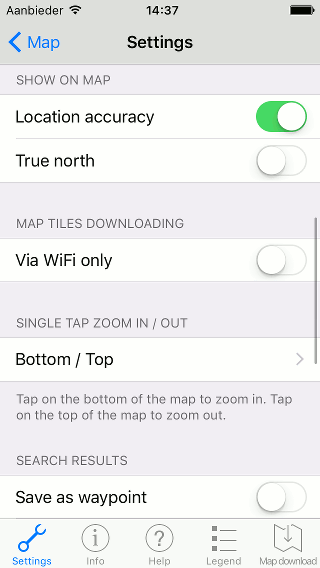 Aanbieder 14:37
Map Settings
SHOW ON MAP
Location accuracy
True north
MAP TILES DOWNLOADING
Via WiFi only
SINGLE TAP ZOOM IN / OUT
Bottom / Top
Tap on the bottom of the map to zoom in. Tap
on the top of the map to zoom out.
SEARCH RESULTS
Save as waypoint
Settings Info Help Legend Map download